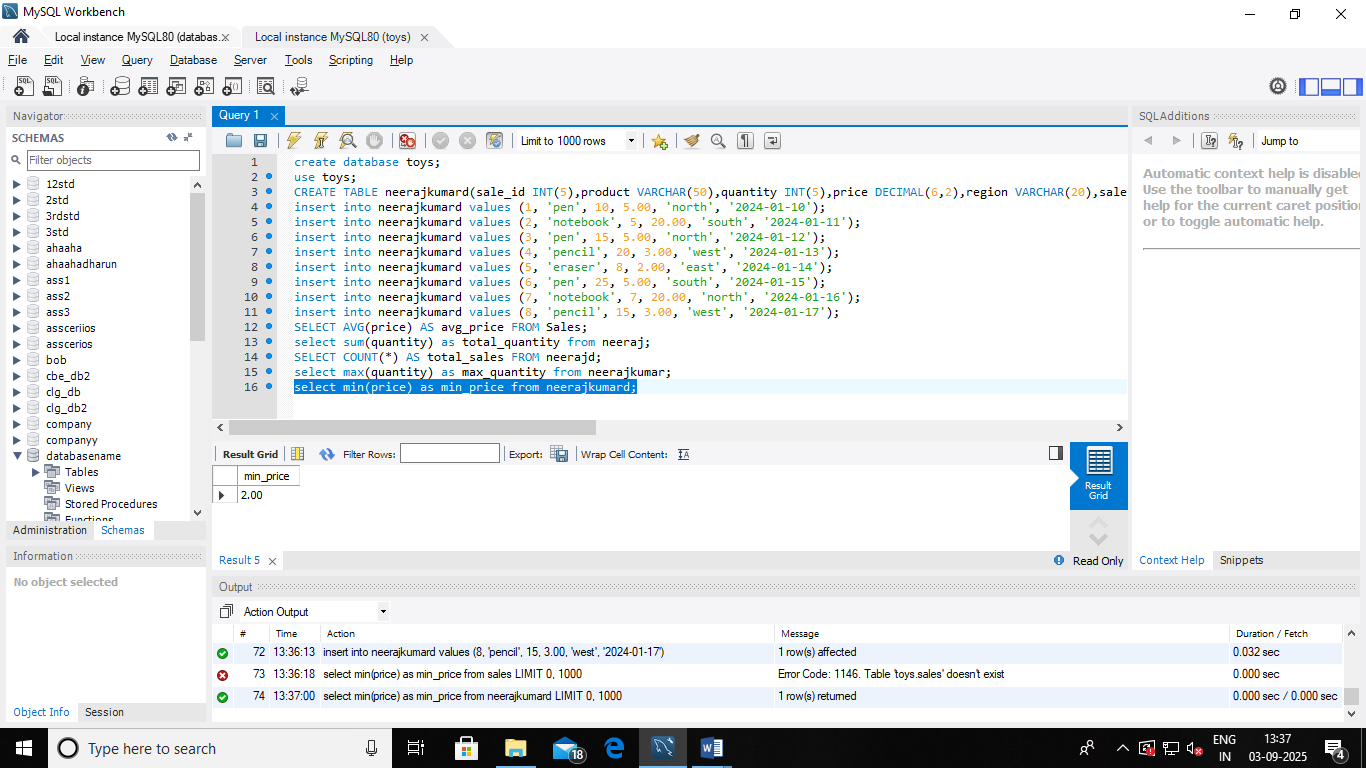 MySQL Workbench
Local instance MySQL80 (databas... Local instance MySQL80 (toys)
File Edit View Query Database Server Tools Scripting Help
Navigator
SCHEMAS
Filter objects
12std
2std
3rdstd
3std
ahaaha
ahaahadharun
ass1
ass2
ass3
assceriios
asscerios
bob
cbe_db2
clg_db
clg_db2
company
companyy
databasename
Tables
Views
Stored Procedures
Functions
Administration Schemas
Information
No object selected
Object Info Session
Query 1
Limit to 1000 rows
1 create database toys;
2 use toys;
3 CREATE TABLE neerajkumard(sale_id INT(5),product VARCHAR(50),quantity INT(5),price DECIMAL(6,2),region VARCHAR(20),sale
4 insert into neerajkumard values (1, 'pen', 10, 5.00, 'north', '2024-01-10');
5 insert into neerajkumard values (2, 'notebook', 5, 20.00, 'south', '2024-01-11');
6 insert into neerajkumard values (3, 'pen', 15, 5.00, 'north', '2024-01-12');
7 insert into neerajkumard values (4, 'pencil', 20, 3.00, 'west', '2024-01-13');
8 insert into neerajkumard values (5, 'eraser', 8, 2.00, 'east', '2024-01-14');
9 insert into neerajkumard values (6, 'pen', 25, 5.00, 'south', '2024-01-15');
10 insert into neerajkumard values (7, 'notebook', 7, 20.00, 'north', '2024-01-16');
11 insert into neerajkumard values (8, 'pencil', 15, 3.00, 'west', '2024-01-17');
12 SELECT AVG(price) AS avg_price FROM Sales;
13 select sum(quantity) as total_quantity from neeraj;
14 SELECT COUNT(*) AS total_sales FROM neerajd;
15 select max(quantity) as max_quantity from neerajkumar;
16 select min(price) as min_price from neerajkumard;
Result Grid Filter Rows: Export: Wrap Cell Content:
min_price
2.00
Result Grid
Result 5
Read Only
SQLAdditions
Jump to
Automatic context help is disabled
Use the toolbar to manually get
help for the current caret position
or to toggle automatic help.
Context Help Snippets
Output
Action Output
# Time Action Message Duration / Fetch
72 13:36:13 insert into neerajkumard values (8, 'pencil', 15, 3.00, 'west', '2024-01-17') 1 row(s) affected 0.032 sec
73 13:36:18 select min(price) as min_price from sales LIMIT 0, 1000 Error Code: 1146. Table 'toys.sales' doesn't exist 0.000 sec
74 13:37:00 select min(price) as min_price from neerajkumard LIMIT 0, 1000 1 row(s) returned 0.000 sec / 0.000 sec
Type here to search
18
ENG
IN
13:37
03-09-2025
4